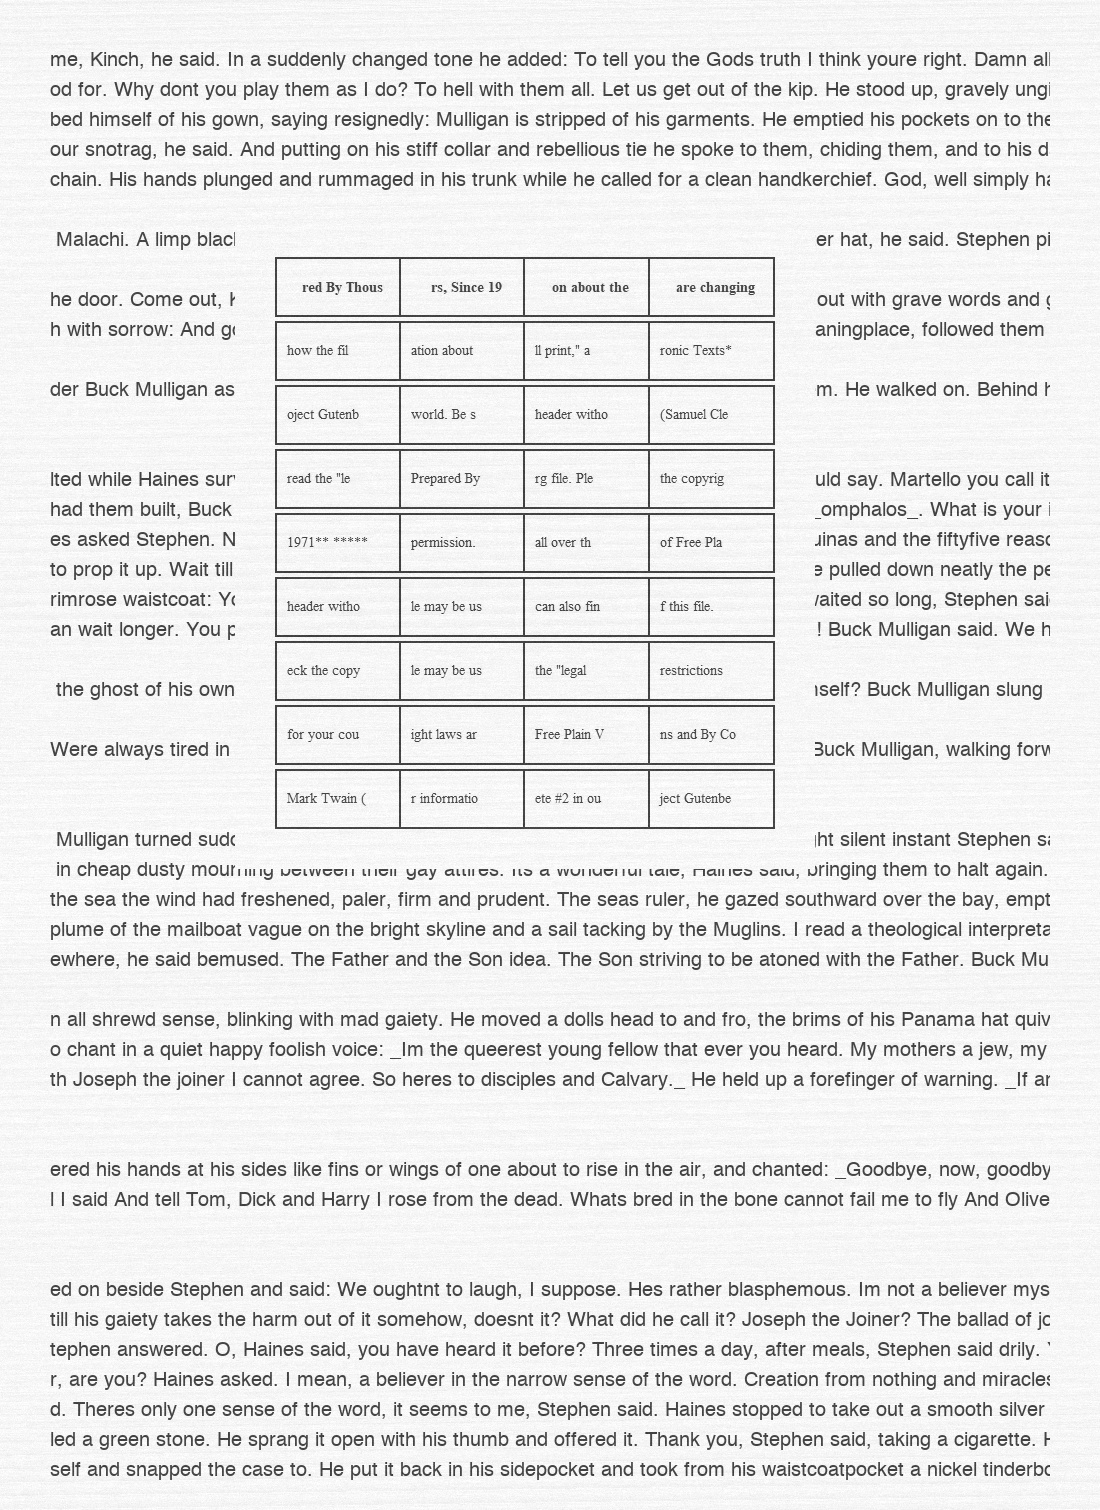 me, Kinch, he said. In a suddenly changed tone he added: To tell you the Gods truth I think youre right. Damn all
od for. Why dont you play them as I do? To hell with them all. Let us get out of the kip. He stood up, gravely ungi
bed himself of his gown, saying resignedly: Mulligan is stripped of his garments. He emptied his pockets on to the
our snotrag, he said. And putting on his stiff collar and rebellious tie he spoke to them, chiding them, and to his d
chain. His hands plunged and rummaged in his trunk while he called for a clean handkerchief. God, well simply ha
Malachi. A limp blac er hat, he said. Stephen pi
he door. Come out, out with grave words and
h with sorrow: And go aningplace, followed them
der Buck Mulligan as m. He walked on. Behind h
lted while Haines sur uld say. Martello you call it
had them built, Buck _omphalos_. What is your
es asked Stephen. N uinas and the fiftyfive reaso
to prop it up. Wait till e pulled down neatly the pe
rimrose waistcoat: Yo waited so long, Stephen sai
an wait longer. You p ! Buck Mulligan said. We h
the ghost of his own self? Buck Mulligan slung
Were always tired in Buck Mulligan, walking forw
Mulligan turned sudd ht silent instant Stephen sa
red By Thous rs, Since 19 on about the are changing
how the fil ation about ll print," a ronic Texts*
oject Gutenb world. Be s header witho (Samuel Cle
read the "le Prepared By rg file. Ple the copyrig
1971** ***** permission. all over th of Free Pla
header witho le may be us can also fin f this file.
eck the copy le may be us the "legal restrictions
for your cou ight laws ar Free Plain V ns and By Co
Mark Twain ( r informatio ete #2 in ou ject Gutenbe
in cheap dusty mourning between their gay attires. Its a wonderful tale, Haines said, bringing them to halt again.
the sea the wind had freshened, paler, firm and prudent. The seas ruler, he gazed southward over the bay, empt
plume of the mailboat vague on the bright skyline and a sail tacking by the Muglins. I read a theological interpreta
ewhere, he said bemused. The Father and the Son idea. The Son striving to be atoned with the Father. Buck Mu
n all shrewd sense, blinking with mad gaiety. He moved a dolls head to and fro, the brims of his Panama hat quiv
o chant in a quiet happy foolish voice: _Im the queerest young fellow that ever you heard. My mothers a jew, my
th Joseph the joiner I cannot agree. So heres to disciples and Calvary._ He held up a forefinger of warning. _If an
ered his hands at his sides like fins or wings of one about to rise in the air, and chanted: _Goodbye, now, goodby
l I said And tell Tom, Dick and Harry I rose from the dead. Whats bred in the bone cannot fail me to fly And Olive
ed on beside Stephen and said: We oughtnt to laugh, I suppose. Hes rather blasphemous. Im not a believer mys
till his gaiety takes the harm out of it somehow, doesnt it? What did he call it? Joseph the Joiner? The ballad of jo
tephen answered. O, Haines said, you have heard it before? Three times a day, after meals, Stephen said drily.
r, are you? Haines asked. I mean, a believer in the narrow sense of the word. Creation from nothing and miracles
d. Theres only one sense of the word, it seems to me, Stephen said. Haines stopped to take out a smooth silver
led a green stone. He sprang it open with his thumb and offered it. Thank you, Stephen said, taking a cigarette. H
self and snapped the case to. He put it back in his sidepocket and took from his waistcoatpocket a nickel tinderbo